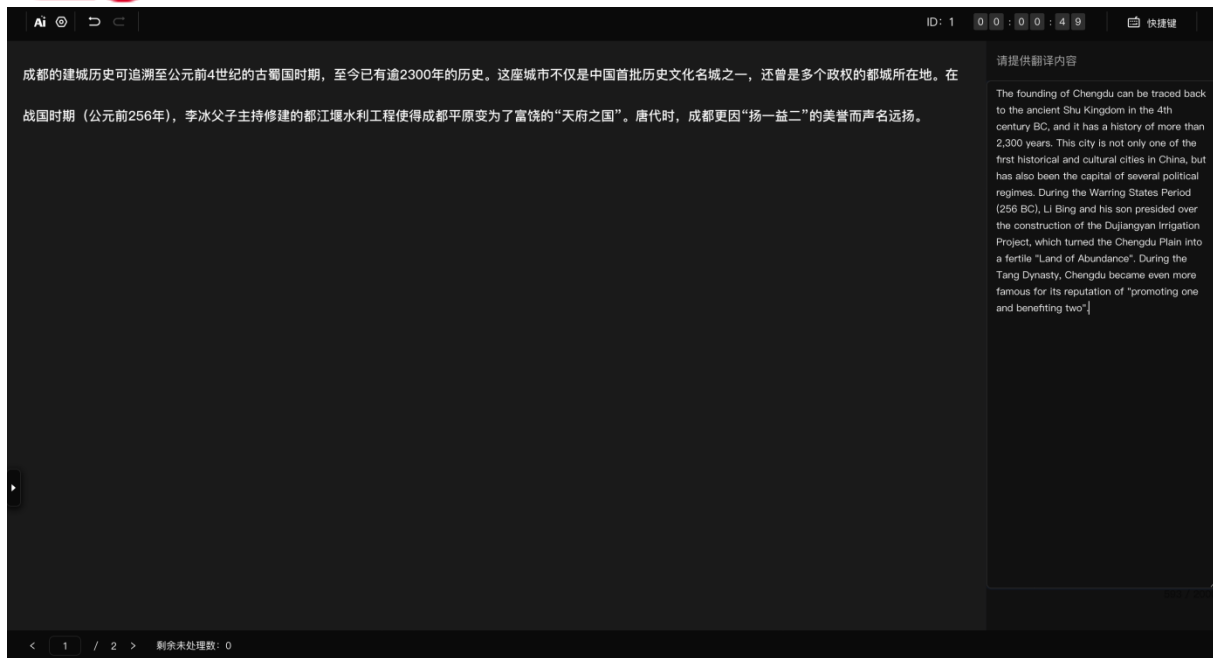 Ai
ID: 1 00:00:49 快捷键
成都的建城历史可追溯至公元前4世纪的古蜀国时期，至今已有逾2300年的历史。这座城市不仅是中国首批历史文化名城之一，还曾是多个政权的都城所在地。在
战国时期（公元前256年），李冰父子主持修建的都江堰水利工程使得成都平原变为了富饶的“天府之国”。唐代时，成都更因“扬一益二”的美誉而声名远扬。
请提供翻译内容
The founding of Chengdu can be traced back
to the ancient Shu Kingdom in the 4th
century BC, and it has a history of more than
2,300 years. This city is not only one of the
first historical and cultural cities in China, but
has also been the capital of several political
regimes. During the Warring States Period
(256 BC), Li Bing and his son presided over
the construction of the Dujiangyan Irrigation
Project, which turned the Chengdu Plain into
a fertile "Land of Abundance". During the
Tang Dynasty, Chengdu became even more
famous for its reputation of "promoting one
and benefiting two".
< 1 / 2 > 剩余未处理数: 0